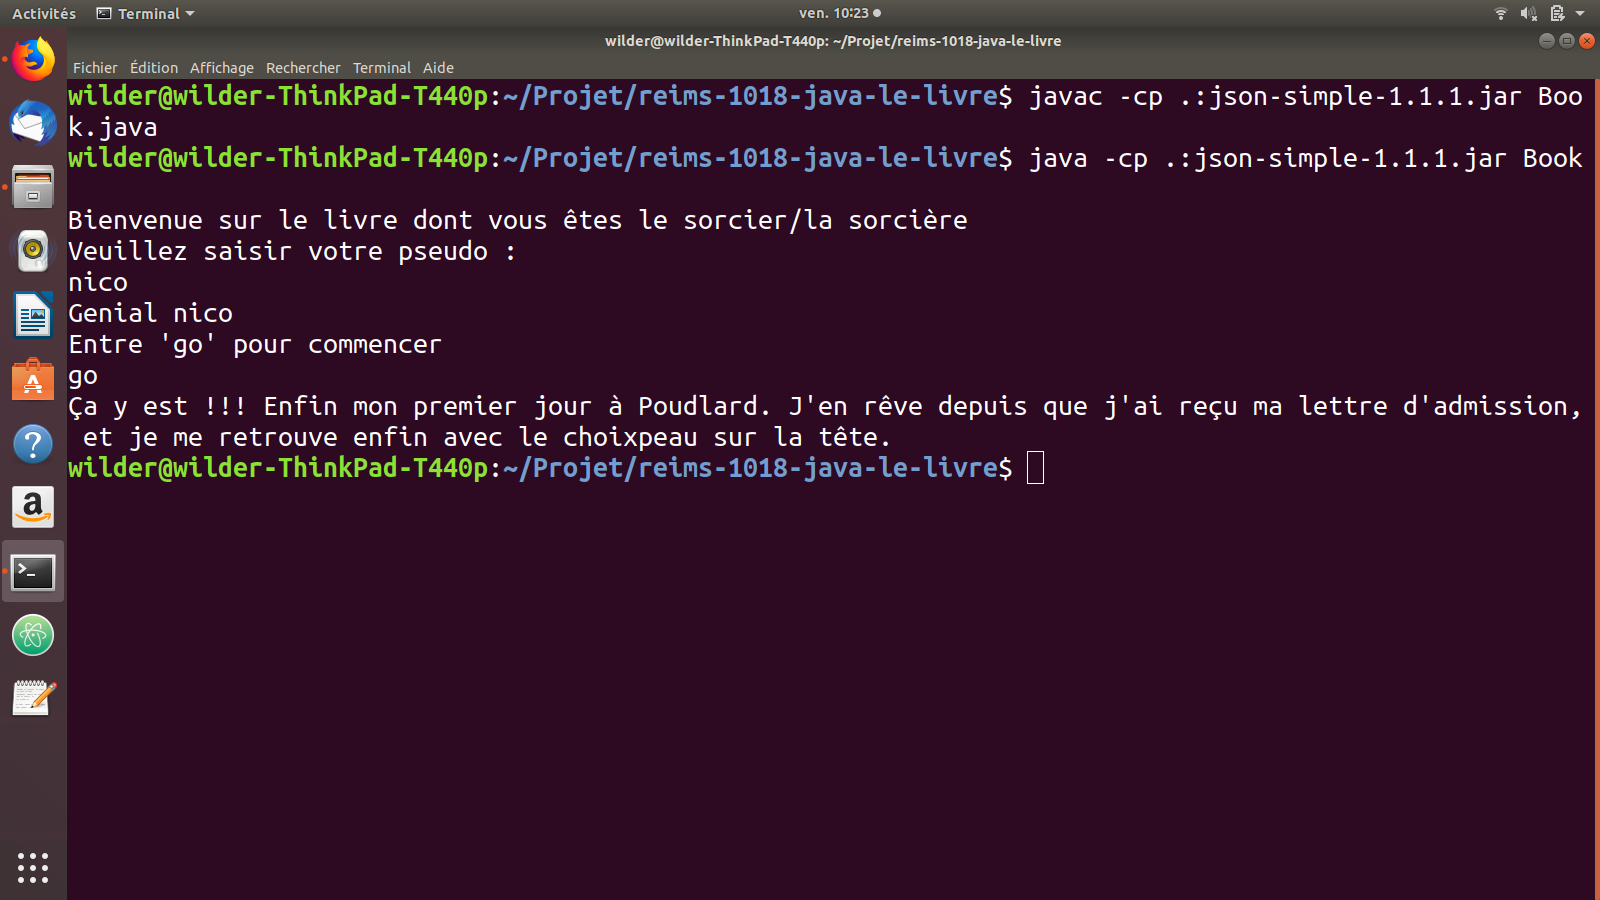 Activités Terminal ven. 10:23
wilder@wilder-ThinkPad-T440p: ~/Projet/reims-1018-java-le-livre
Fichier Édition Affichage Rechercher Terminal Aide
wilder@wilder-ThinkPad-T440p:~/Projet/reims-1018-java-le-livre$ javac -cp .:json-simple-1.1.1.jar Boo
k.java
wilder@wilder-ThinkPad-T440p:~/Projet/reims-1018-java-le-livre$ java -cp .:json-simple-1.1.1.jar Book
Bienvenue sur le livre dont vous êtes le sorcier/la sorcière
Veuillez saisir votre pseudo :
nico
Genial nico
Entre 'go' pour commencer
go
Ça y est !!! Enfin mon premier jour à Poudlard. J'en rêve depuis que j'ai reçu ma lettre d'admission,
et je me retrouve enfin avec le choixpeau sur la tête.
wilder@wilder-ThinkPad-T440p:~/Projet/reims-1018-java-le-livre$